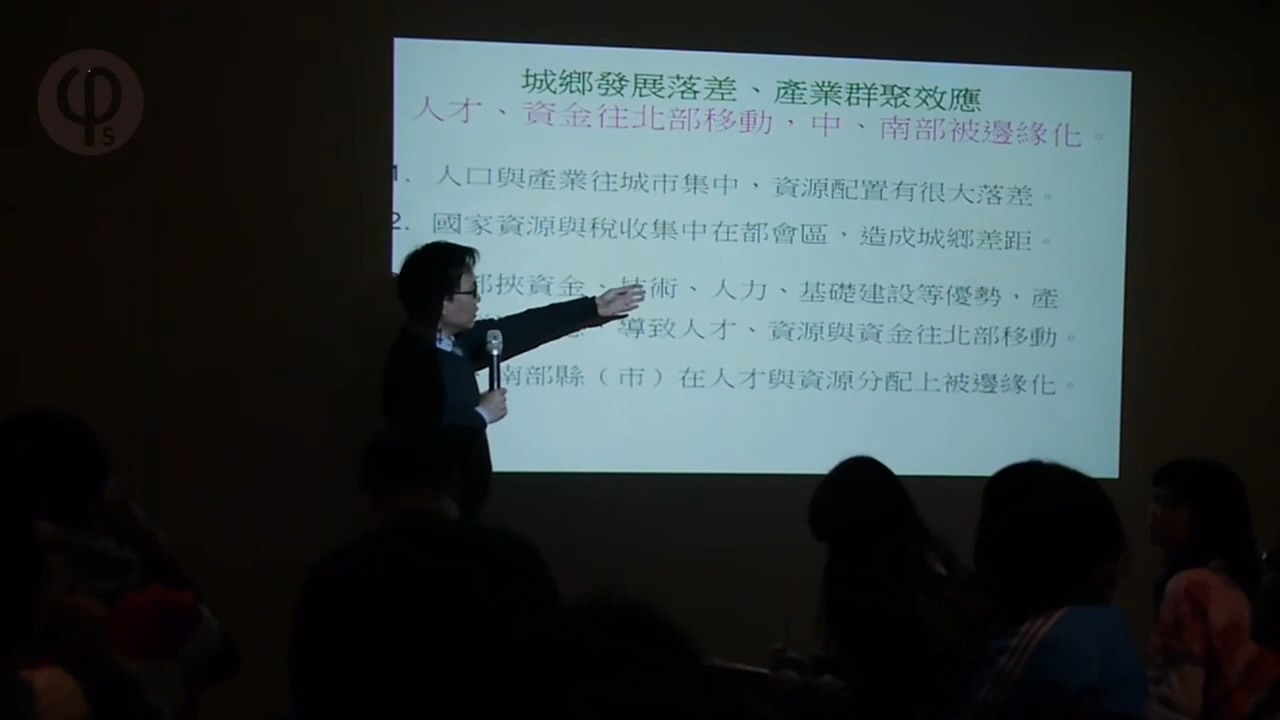 φs
城鄉發展落差、產業群聚效應
人才、資金往北部移動，中、南部被邊緣化。
1. 人口與產業往城市集中、資源配置有很大落差。
2. 國家資源與稅收集中在都會區，造成城鄉差距。
部挾資金、技術、人力、基礎建設等優勢，產
導致人才、資源與資金往北部移動。
南部縣（市）在人才與資源分配上被邊緣化。